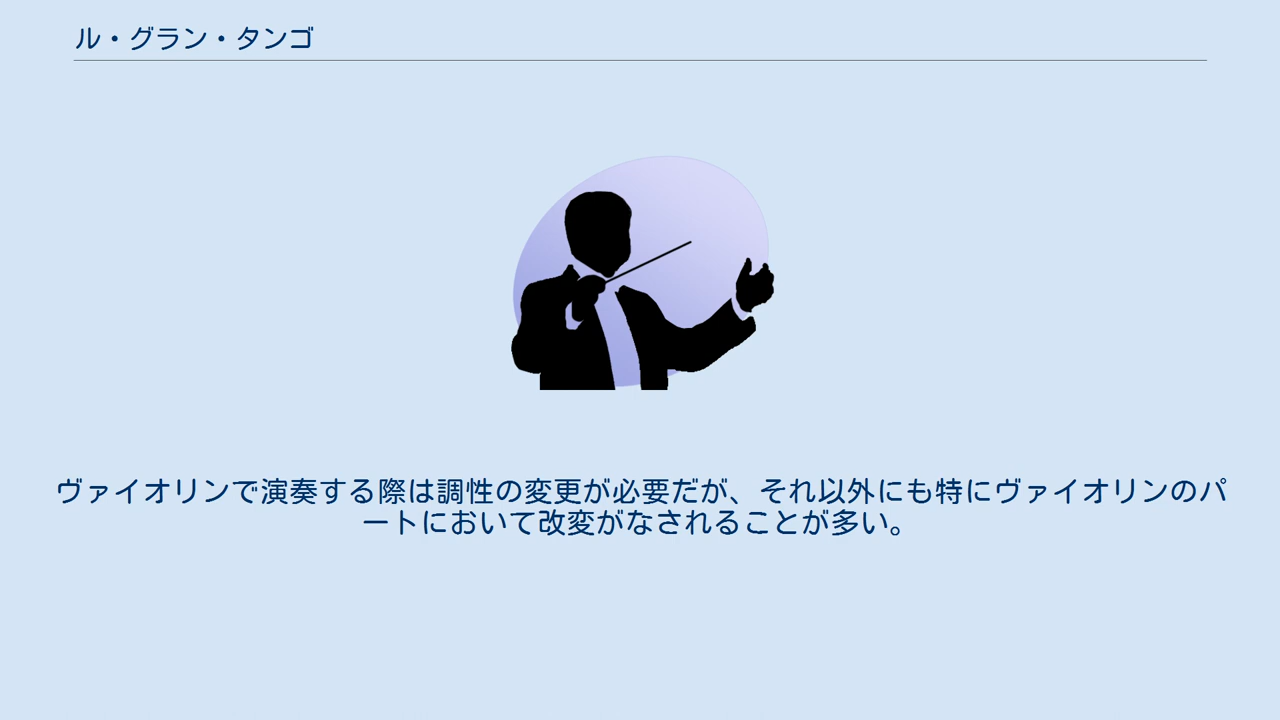 ル・グラン・タンゴ
ヴァイオリンで演奏する際は調性の変更が必要だが、それ以外にも特にヴァイオリンのパ
ートにおいて改変がなされることが多い。